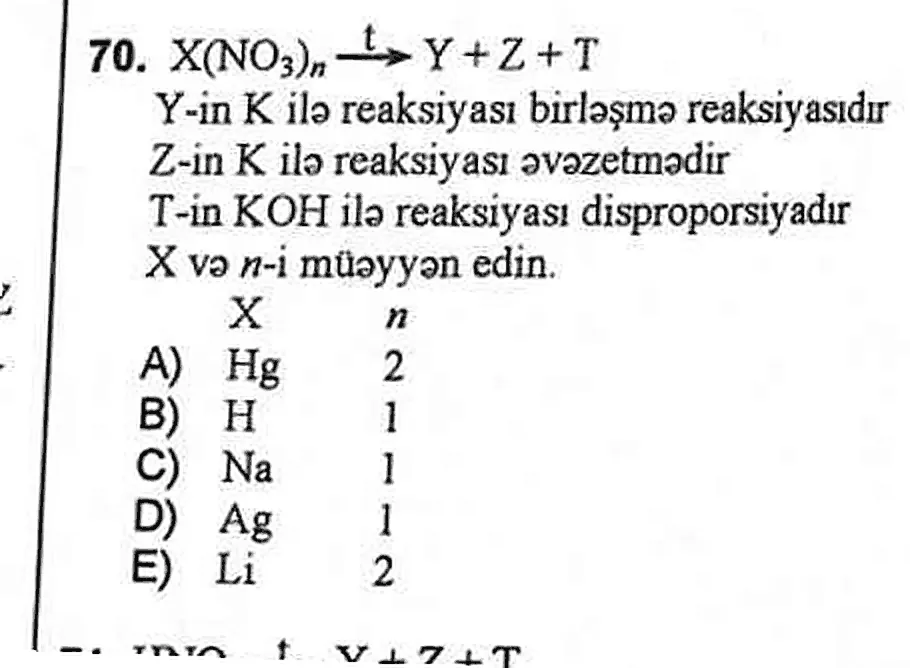 70. X(NO₃)ₙ —t→ Y + Z + T
Y-in K ilə reaksiyası birləşmə reaksiyasıdır
Z-in K ilə reaksiyası əvəzetmədir
T-in KOH ilə reaksiyası disproporsiyadır
X və n-i müəyyən edin.
X n
A) Hg 2
B) H 1
C) Na 1
D) Ag 1
E) Li 2
t Y + Z + T